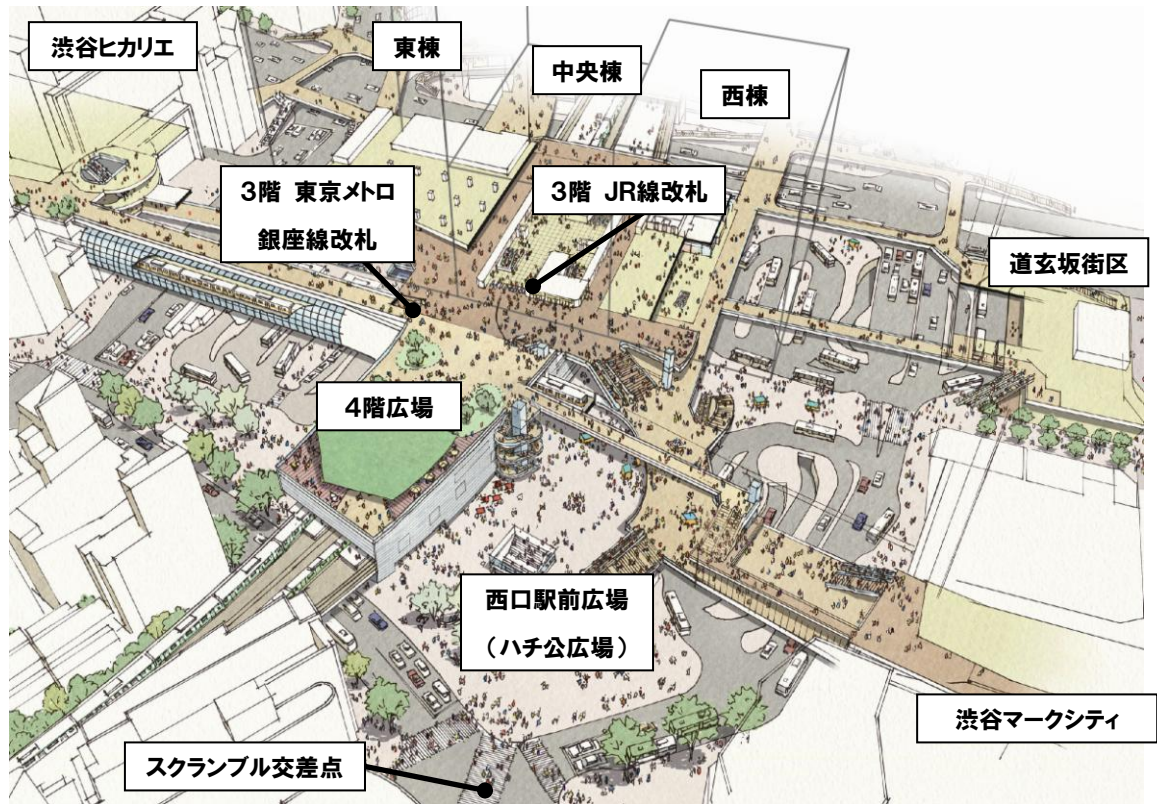 渋谷ヒカリエ
東棟
中央棟
西棟
3階 東京メトロ
銀座線改札
3階 JR線改札
道玄坂街区
4階広場
西口駅前広場
（ハチ公広場）
渋谷マークシティ
スクランブル交差点